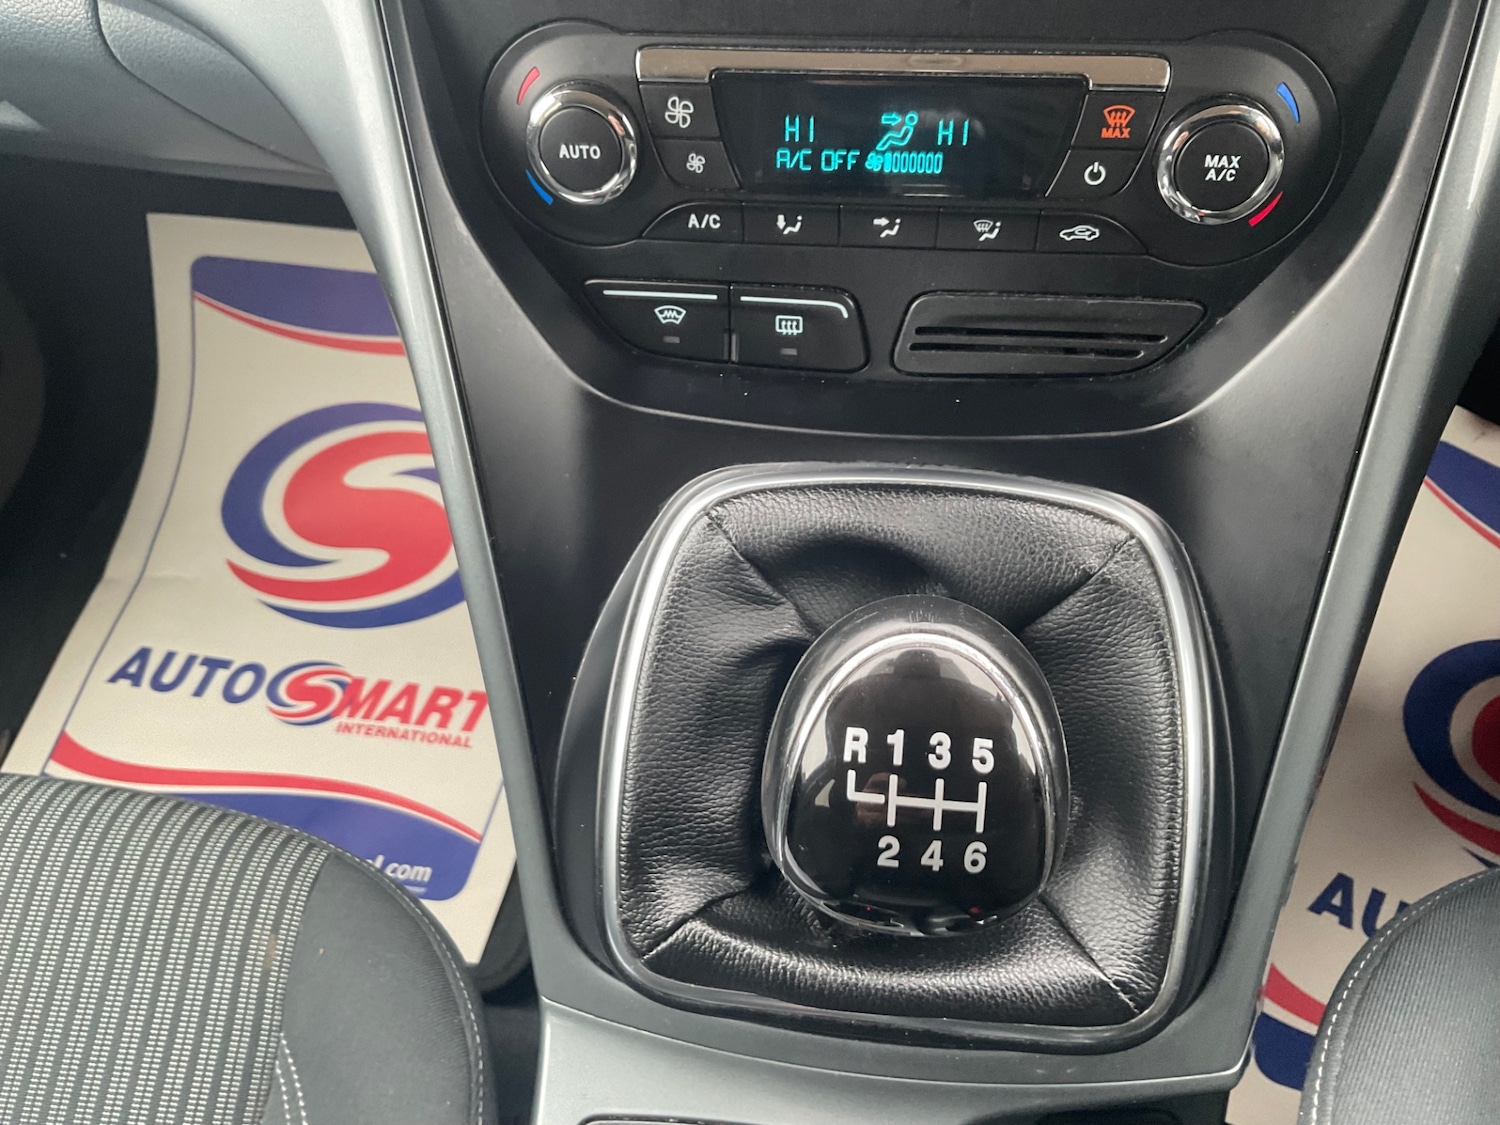 HI HI
A/C OFF
AUTO
MAX
MAX
A/C
A/C
R 1 3 5
2 4 6
AUTOSMART
INTERNATIONAL
.com
AU